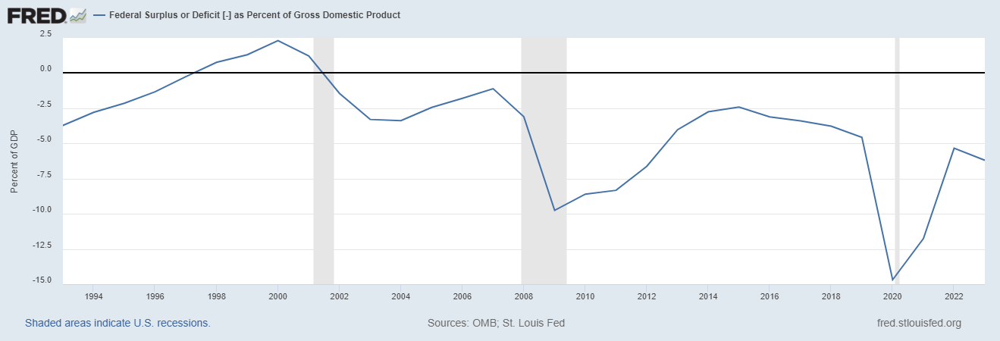 FRED
Federal Surplus or Deficit [-] as Percent of Gross Domestic Product
2.5
0.0
-2.5
-5.0
-7.5
-10.0
-12.5
-15.0
Percent of GDP
1994 1996 1998 2000 2002 2004 2006 2008 2010 2012 2014 2016 2018 2020 2022
Shaded areas indicate U.S. recessions. Sources: OMB; St. Louis Fed fred.stlouisfed.org